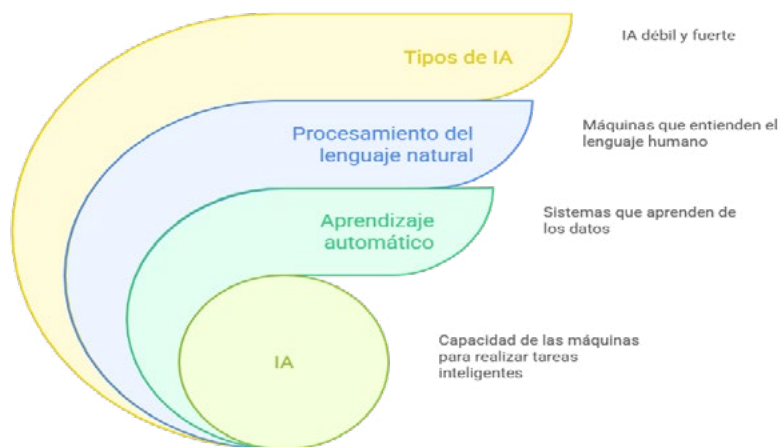 Tipos de IA
IA débil y fuerte
Procesamiento del
lenguaje natural
Máquinas que entienden el
lenguaje humano
Aprendizaje
automático
Sistemas que aprenden de
los datos
IA
Capacidad de las máquinas
para realizar tareas
inteligentes